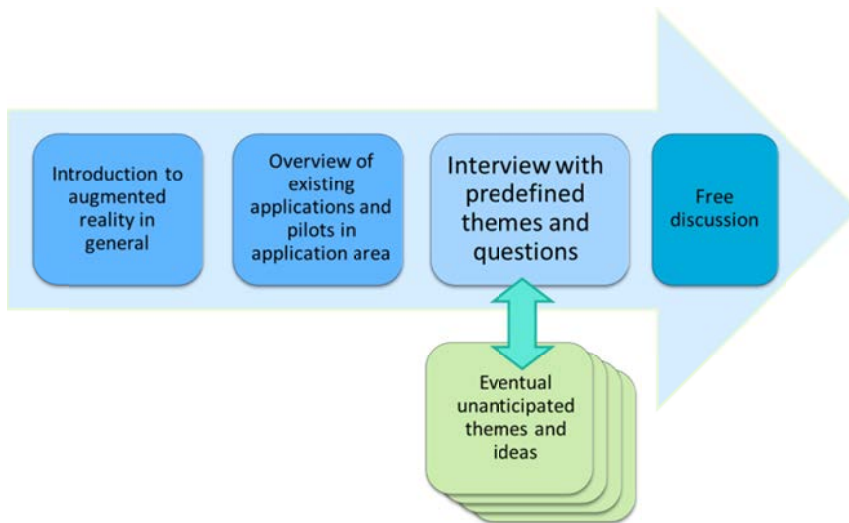 Introduction to
augmented
reality in
general
Overview of
existing
applications and
pilots in
application area
Interview with
predefined
themes and
questions
Free
discussion
Eventual
unanticipated
themes and
ideas